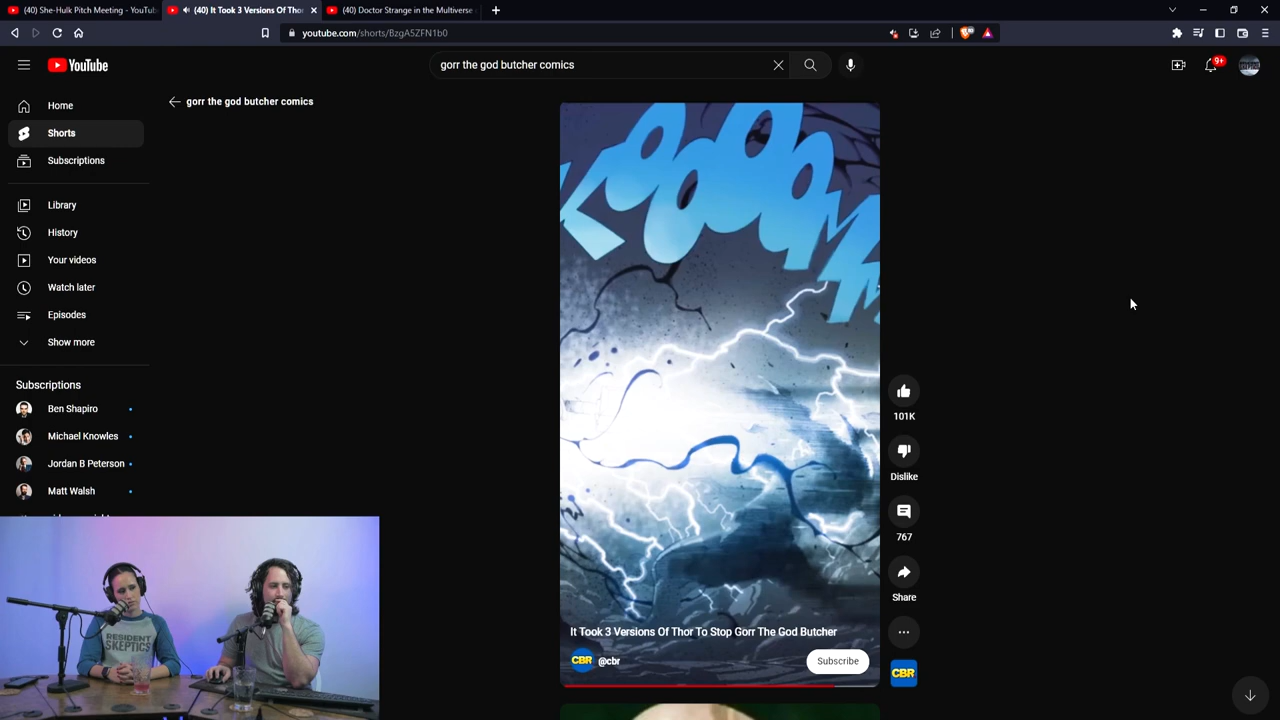 (40) She-Hulk Pitch Meeting - YouTub
(40) It Took 3 Versions Of Thor
(40) Doctor Strange in the Multiverse
youtube.com/shorts/BzgA5ZFN1b0
YouTube
gorr the god butcher comics
9+
Home
gorr the god butcher comics
Shorts
Subscriptions
Library
History
Your videos
Watch later
Episodes
Show more
Subscriptions
Ben Shapiro
Michael Knowles
Jordan B Peterson
Matt Walsh
KOOOOM
101K
Dislike
767
Share
It Took 3 Versions Of Thor To Stop Gorr The God Butcher
CBR @cbr
Subscribe
CBR
RESIDENT
SKEPTICS